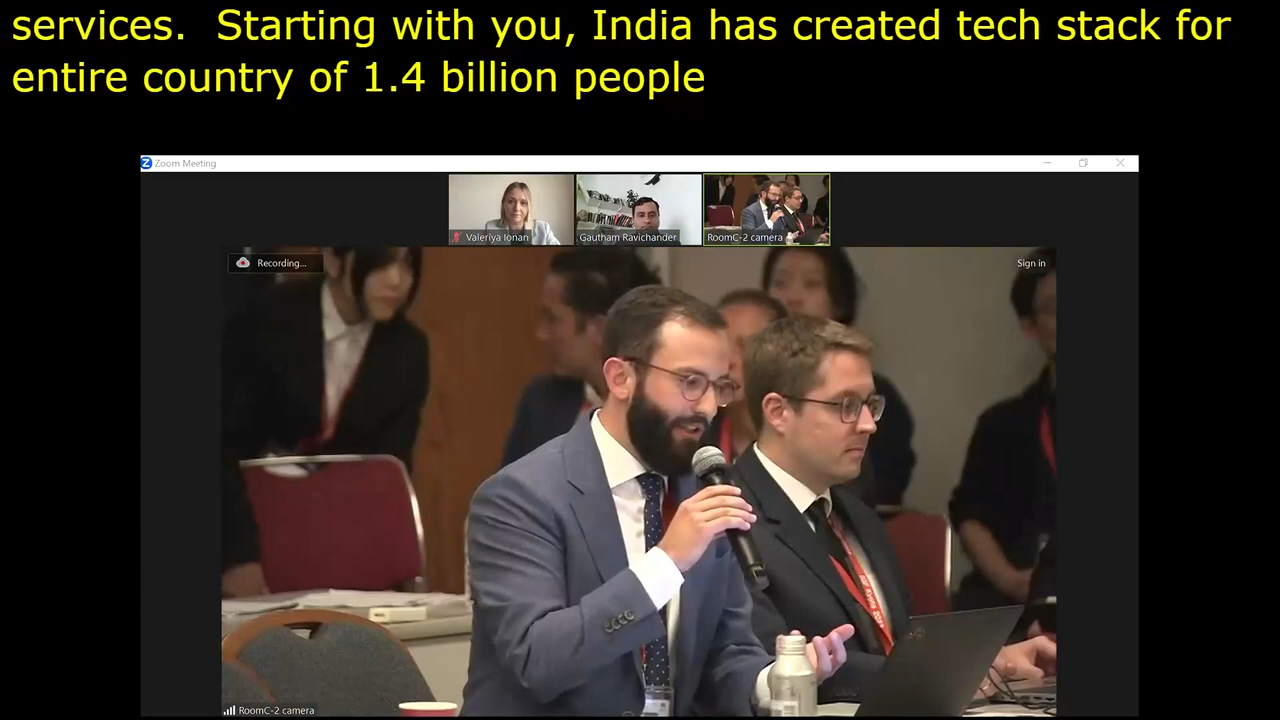 services.  Starting with you, India has created tech stack for
entire country of 1.4 billion people
Zoom Meeting
Valeriya Ionan
Gautham Ravichander
RoomC-2 camera
Recording...
Sign in
RoomC-2 camera